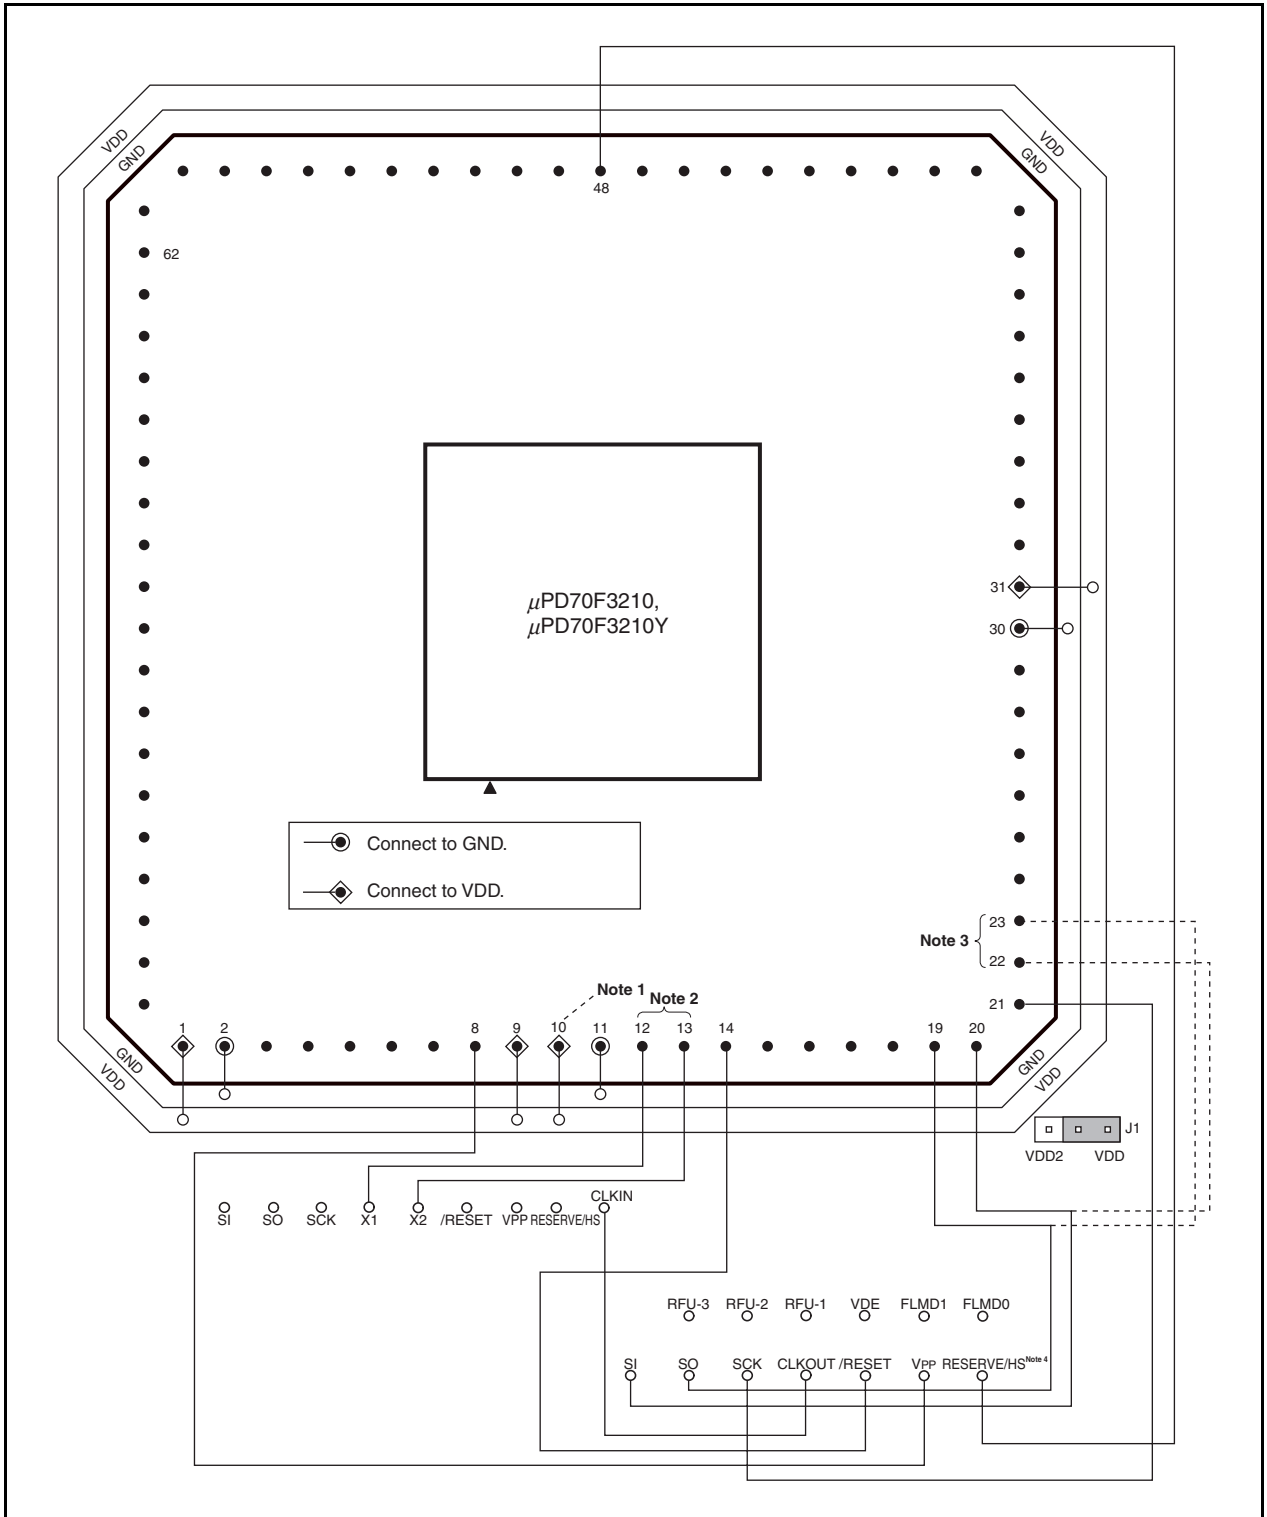 VDD
GND
VDD
GND
48
62
31
30
μPD70F3210,
μPD70F3210Y
Connect to GND.
Connect to VDD.
Note 3
23
22
21
Note 1
Note 2
1
2
8
9
10
11
12
13
14
19
20
GND
VDD
GND
VDD
J1
VDD2
VDD
CLKIN
SI
SO
SCK
X1
X2
/RESET
VPP
RESERVE/HS
RFU-3
RFU-2
RFU-1
VDE
FLMD1
FLMD0
SI
SO
SCK
CLKOUT
/RESET
VPP
RESERVE/HS Note 4